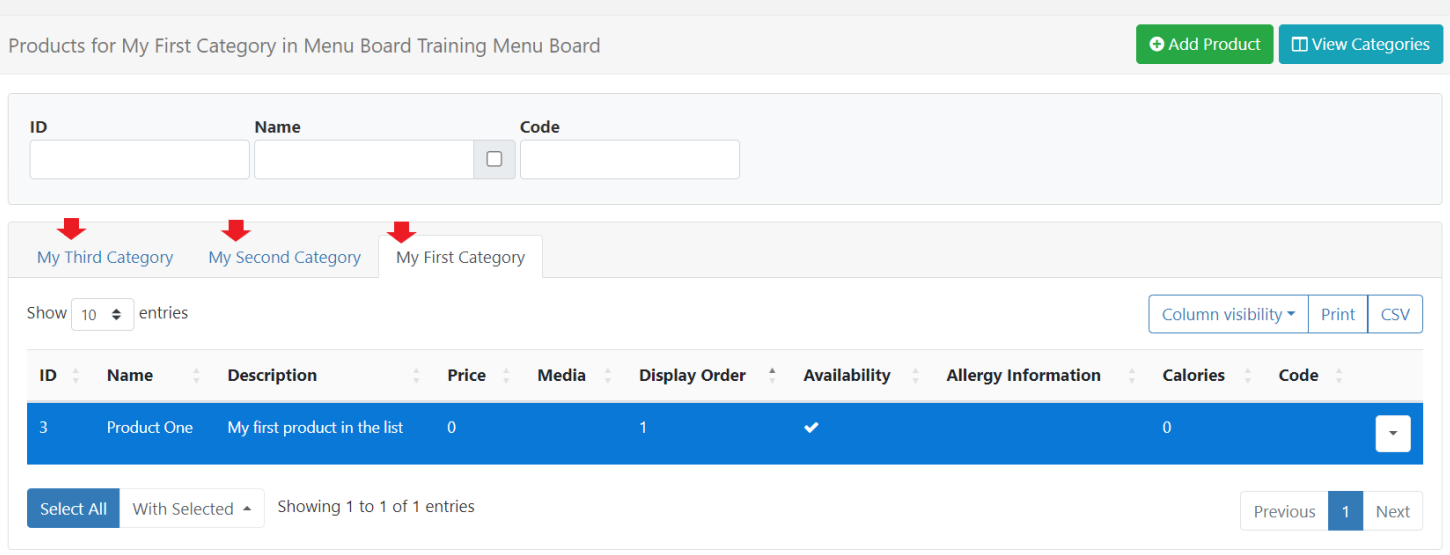 Products for My First Category in Menu Board Training Menu Board
Add Product
View Categories
ID
Name
Code
My Third Category
My Second Category
My First Category
Show 10 entries
Column visibility
Print
CSV
ID Name Description Price Media Display Order Availability Allergy Information Calories Code
3 Product One My first product in the list 0 1 0
Select All
With Selected
Showing 1 to 1 of 1 entries
Previous
1
Next